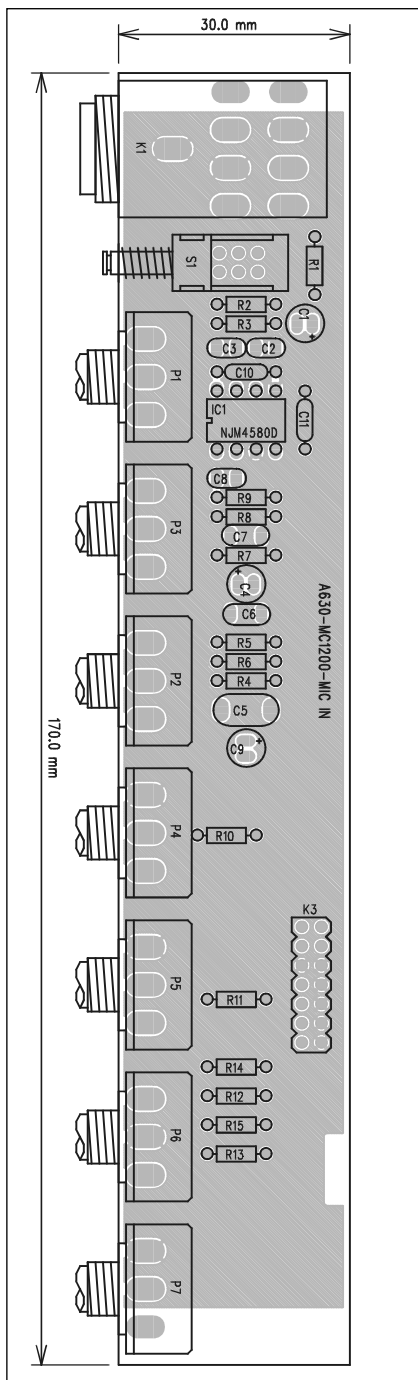 30.0 mm
K1
S1
R1
R2
R3
C1
+
C3
C2
P1
C10
IC1
NJM4580D
C11
C8
P3
R9
R8
C7
R7
+
C4
C6
A630-MC1200-MIC IN
R5
R6
P2
R4
C5
170.0 mm
+
C9
P4
R10
K3
P5
R11
R14
R12
P6
R15
R13
P7